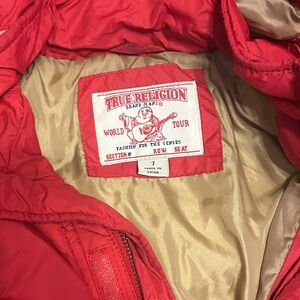 TRUE RELIGION
BRAND JEANS®
WORLD TOUR
FASHION FOR THE SENSES
SECTION# ROW SEAT
7
MADE IN
CHINA